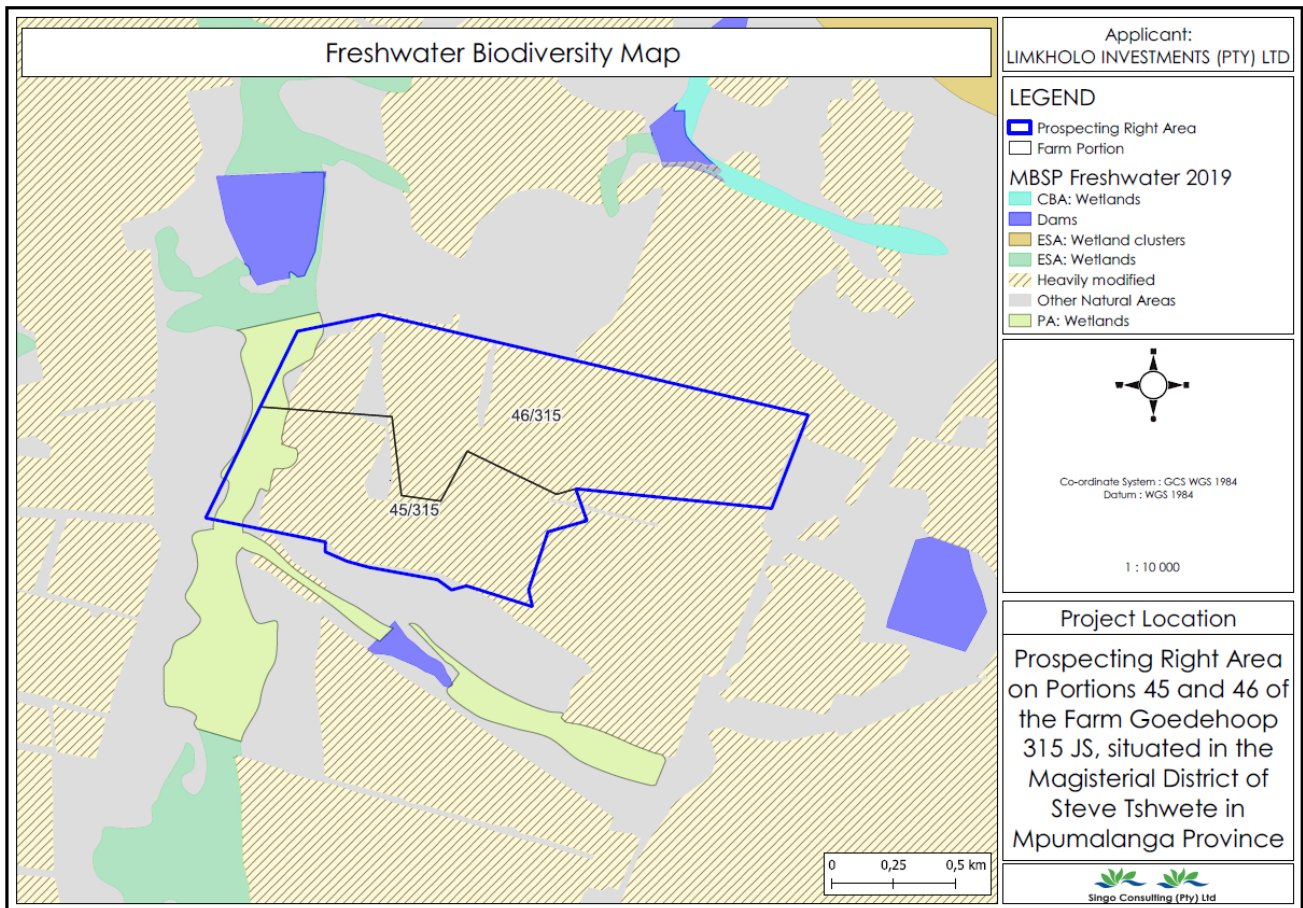 Freshwater Biodiversity Map
Applicant:
LIMKHOLO INVESTMENTS (PTY) LTD
LEGEND
Prospecting Right Area
Farm Portion
MBSP Freshwater 2019
CBA: Wetlands
Dams
ESA: Wetland clusters
ESA: Wetlands
Heavily modified
Other Natural Areas
PA: Wetlands
46/315
45/315
Co-ordinate System : GCS WGS 1984
Datum : WGS 1984
1 : 10 000
Project Location
Prospecting Right Area
on Portions 45 and 46 of
the Farm Goedehoop
315 JS, situated in the
Magisterial District of
Steve Tshwete in
Mpumalanga Province
0 0,25 0,5 km
Singo Consulting (Pty) Ltd